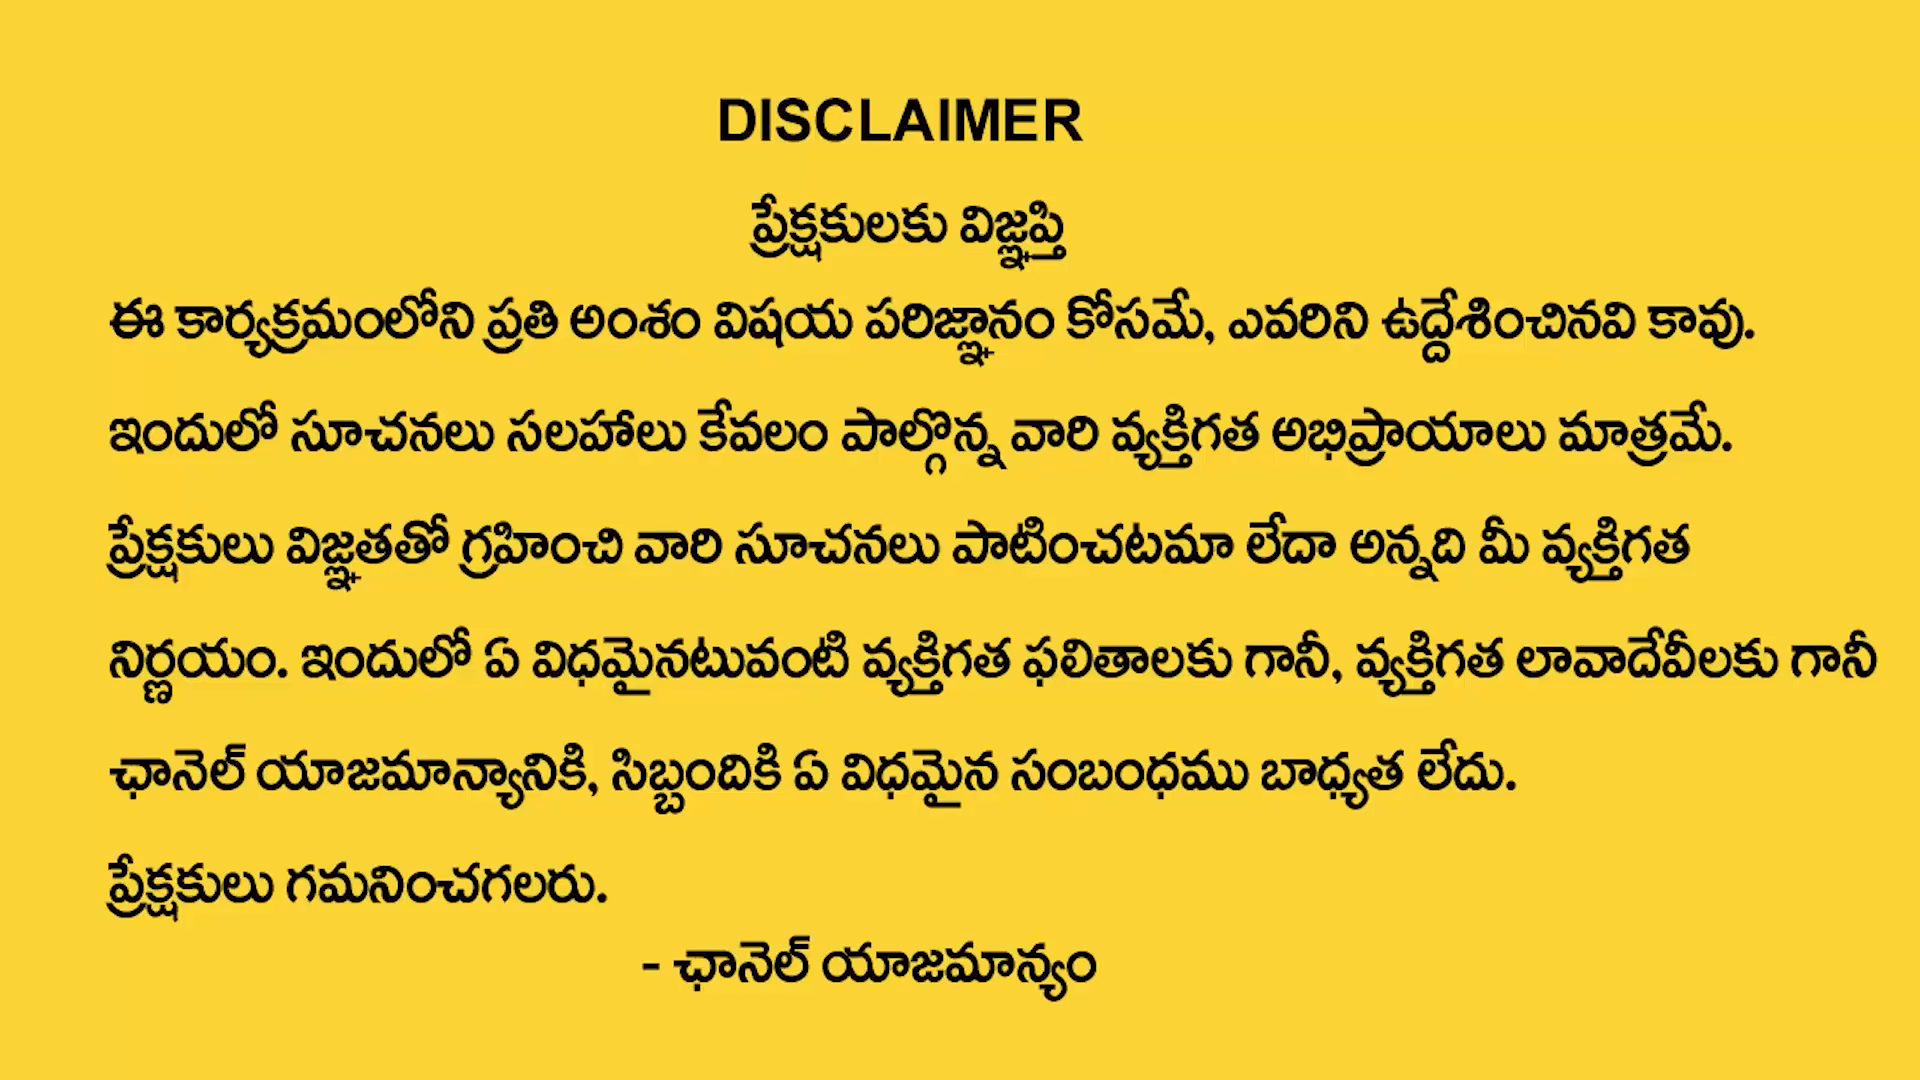 DISCLAIMER
ప్రేక్షకులకు విజ్ఞప్తి
ఈ కార్యక్రమంలోని ప్రతి అంశం విషయ పరిజ్ఞానం కోసమే, ఎవరిని ఉద్దేశించినవి కావు.
ఇందులో సూచనలు సలహాలు కేవలం పాల్గొన్న వారి వ్యక్తిగత అభిప్రాయాలు మాత్రమే.
ప్రేక్షకులు విజ్ఞతతో గ్రహించి వారి సూచనలు పాటించటమా లేదా అన్నది మీ వ్యక్తిగత
నిర్ణయం. ఇందులో ఏ విధమైనటువంటి వ్యక్తిగత ఫలితాలకు గానీ, వ్యక్తిగత లావాదేవీలకు గానీ
ఛానెల్ యాజమాన్యానికి, సిబ్బందికి ఏ విధమైన సంబంధము బాధ్యత లేదు.
ప్రేక్షకులు గమనించగలరు.
- ఛానెల్ యాజమాన్యం